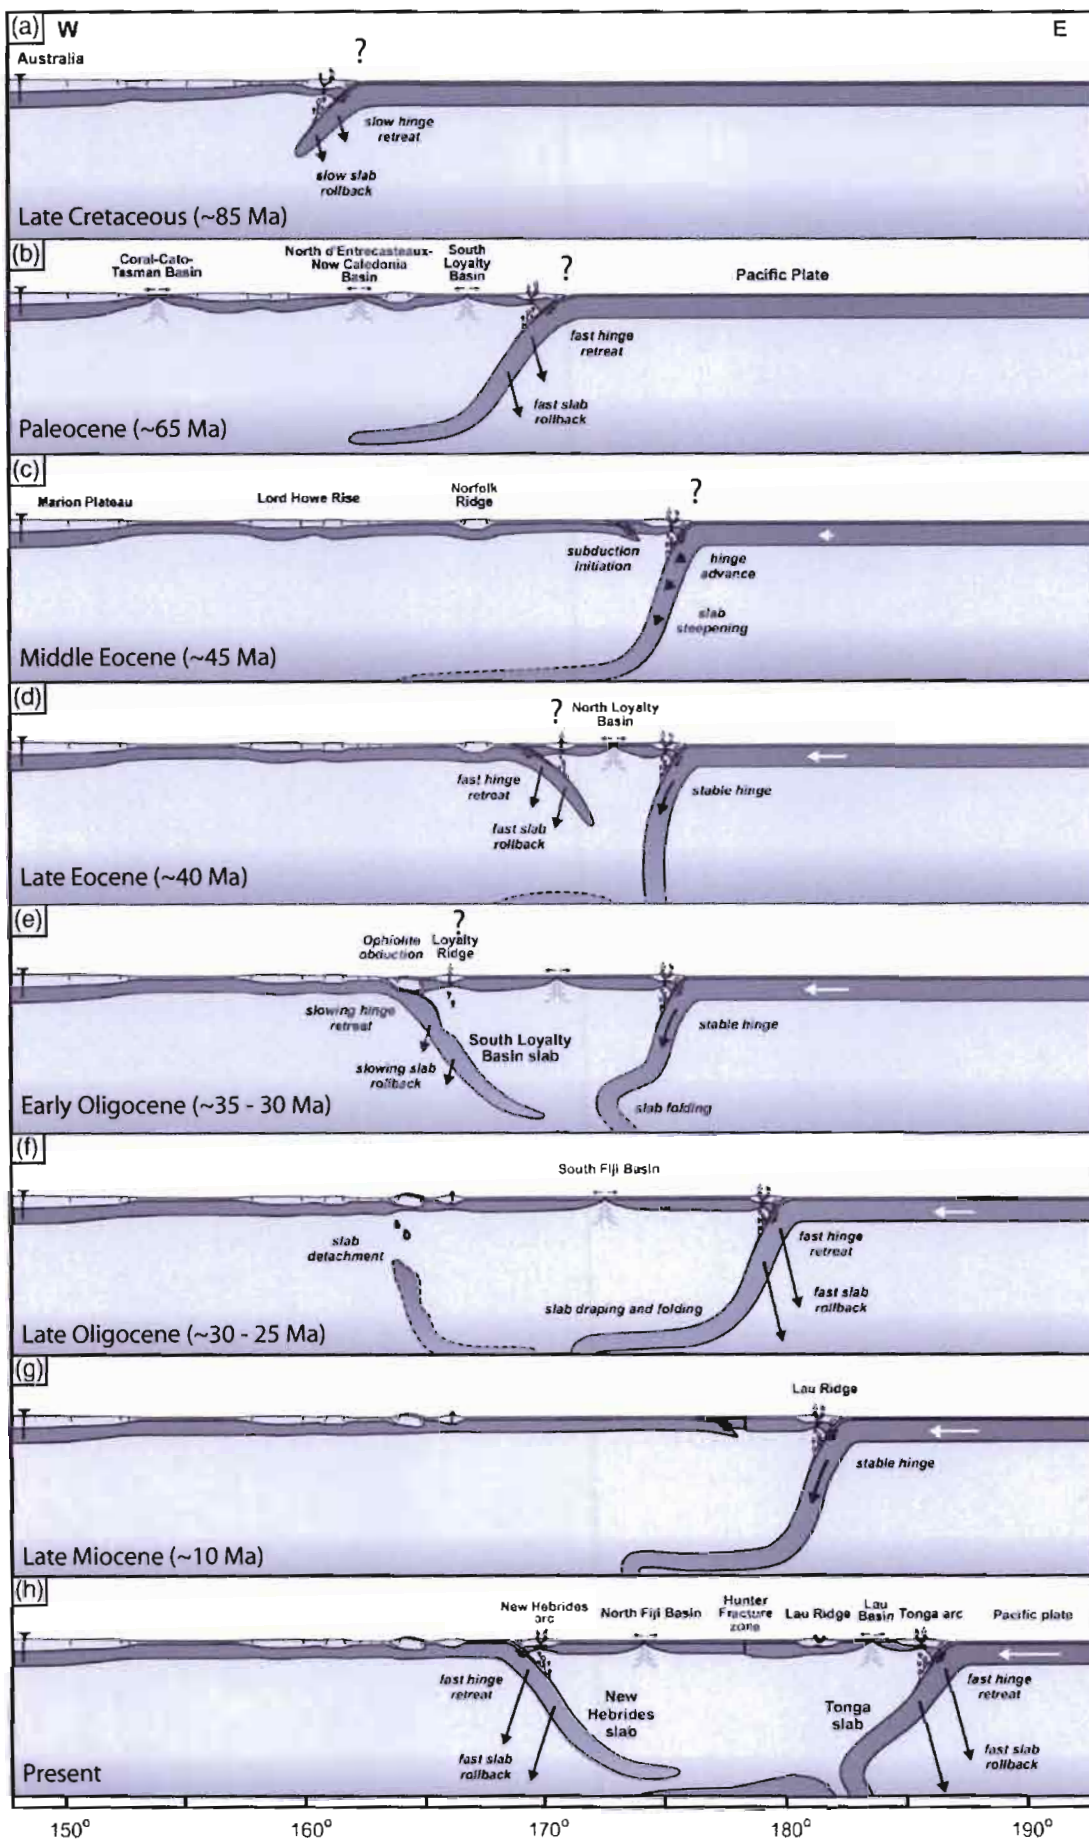 (a) W ? E
Australia
slow hinge
retreat
slow slab
rollback
Late Cretaceous (~85 Ma)
(b)
Coral-Cato-
Tasman Basin
North d'Entrecasteaux-
New Caledonia
Basin
South
Loyalty
Basin
?
Pacific Plate
fast hinge
retreat
fast slab
rollback
Paleocene (~65 Ma)
(c)
Marion Plateau
Lord Howe Rise
Norfolk
Ridge
?
subduction
initiation
hinge
advance
slab
steepening
Middle Eocene (~45 Ma)
(d)
?
North Loyalty
Basin
fast hinge
retreat
fast slab
rollback
stable hinge
Late Eocene (~40 Ma)
(e)
Ophiolite
obduction
?
Loyalty
Ridge
slowing hinge
retreat
slowing slab
rollback
South Loyalty
Basin slab
stable hinge
slab folding
Early Oligocene (~35 - 30 Ma)
(f)
South Fiji Basin
slab
detachment
fast hinge
retreat
fast slab
rollback
slab draping and folding
Late Oligocene (~30 - 25 Ma)
(g)
Lau Ridge
stable hinge
Late Miocene (~10 Ma)
(h)
New Hebrides
arc
North Fiji Basin
Hunter
Fracture
zone
Lau Ridge
Lau
Basin
Tonga arc
Pacific plate
fast hinge
retreat
fast slab
rollback
New
Hebrides
slab
Tonga
slab
fast hinge
retreat
fast slab
rollback
Present
150° 160° 170° 180° 190°